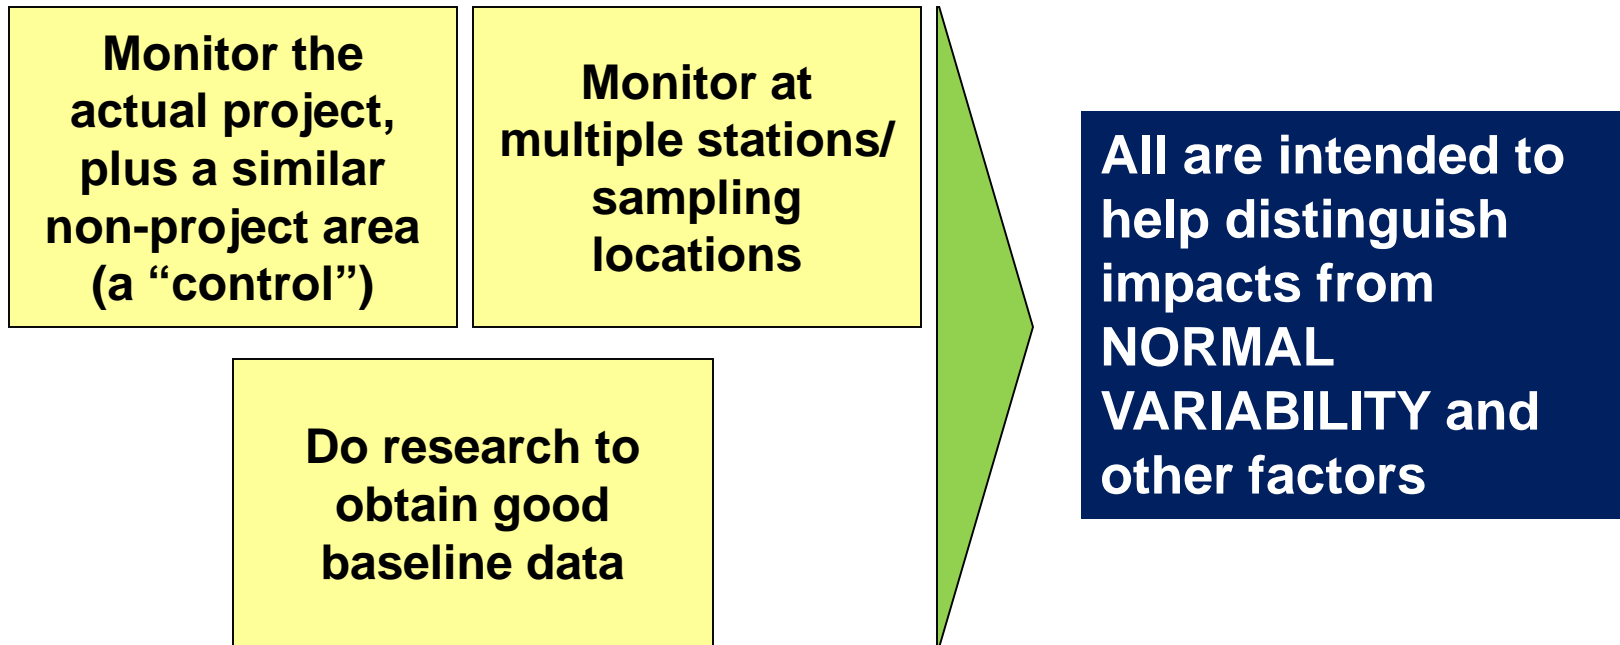 Monitor the
actual project,
plus a similar
non-project area
(a “control”)
Monitor at
multiple stations/
sampling
locations
Do research to
obtain good
baseline data
All are intended to
help distinguish
impacts from
NORMAL
VARIABILITY and
other factors